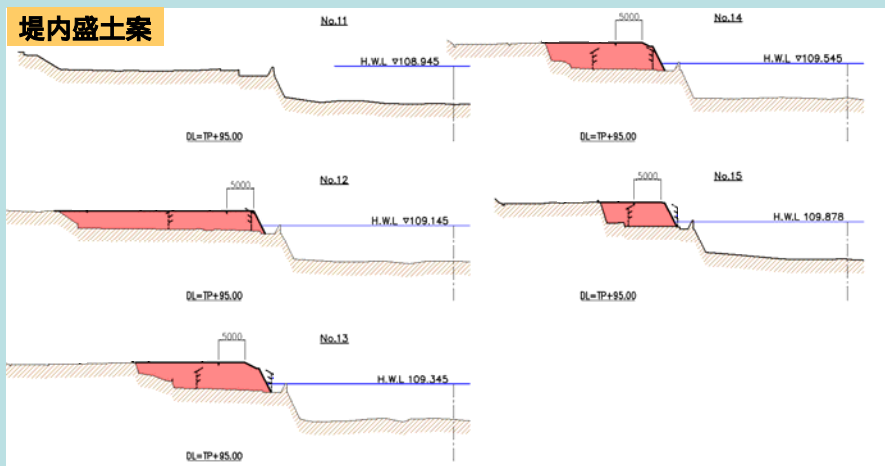 堤内盛土案
No.11
H.W.L ▽108.945
DL=TP+95.00
No.12
5000
H.W.L ▽109.145
DL=TP+95.00
No.13
5000
H.W.L 109.345
DL=TP+95.00
No.14
5000
H.W.L ▽109.545
DL=TP+95.00
No.15
5000
H.W.L 109.878
DL=TP+95.00